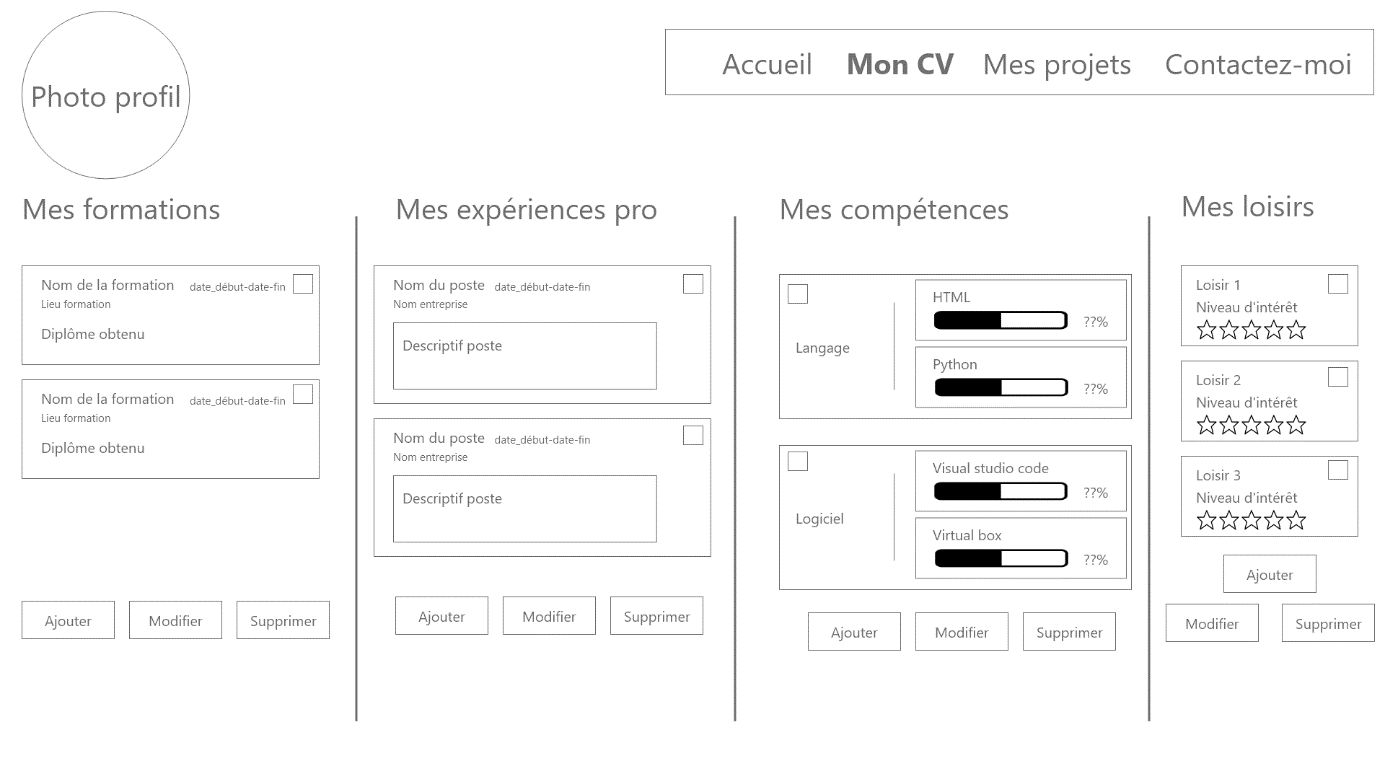 Photo profil
Accueil Mon CV Mes projets Contactez-moi
Mes formations
Nom de la formation date_début-date-fin
Lieu formation
Diplôme obtenu
Nom de la formation date_début-date-fin
Lieu formation
Diplôme obtenu
Ajouter Modifier Supprimer
Mes expériences pro
Nom du poste date_début-date-fin
Nom entreprise
Descriptif poste
Nom du poste date_début-date-fin
Nom entreprise
Descriptif poste
Ajouter Modifier Supprimer
Mes compétences
Langage
HTML
??%
Python
??%
Logiciel
Visual studio code
??%
Virtual box
??%
Ajouter Modifier Supprimer
Mes loisirs
Loisir 1
Niveau d'intérêt
Loisir 2
Niveau d'intérêt
Loisir 3
Niveau d'intérêt
Ajouter
Modifier Supprimer